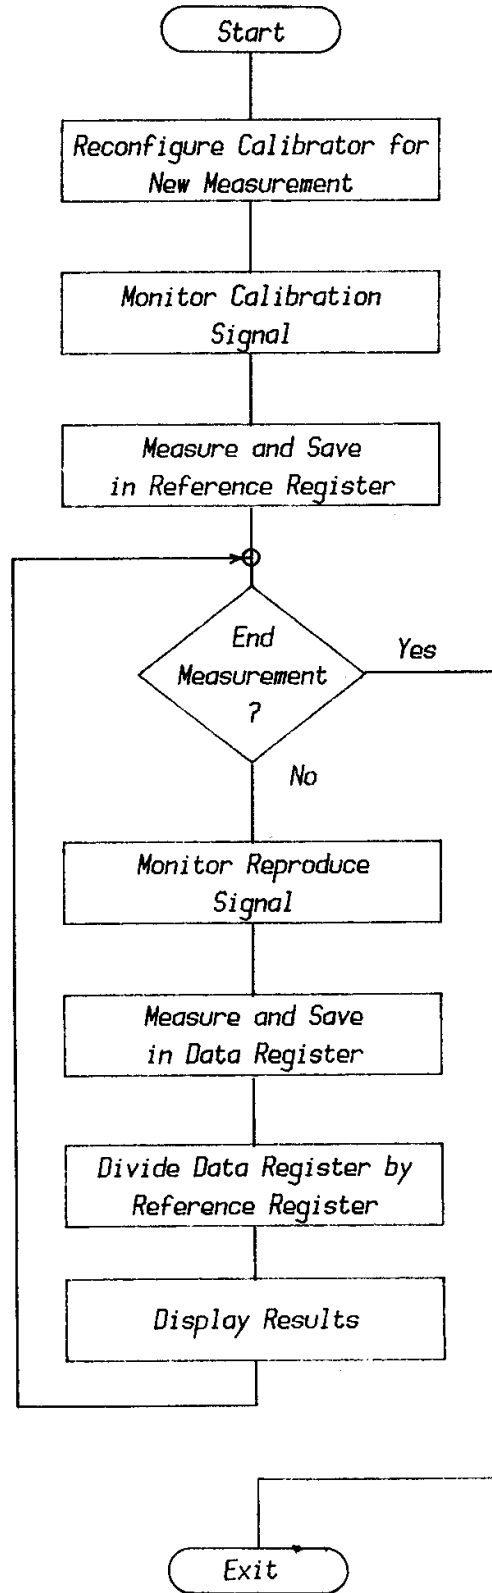 Start
Reconfigure Calibrator for
New Measurement
Monitor Calibration
Signal
Measure and Save
in Reference Register
End
Measurement
?
Yes
No
Monitor Reproduce
Signal
Measure and Save
in Data Register
Divide Data Register by
Reference Register
Display Results
Exit